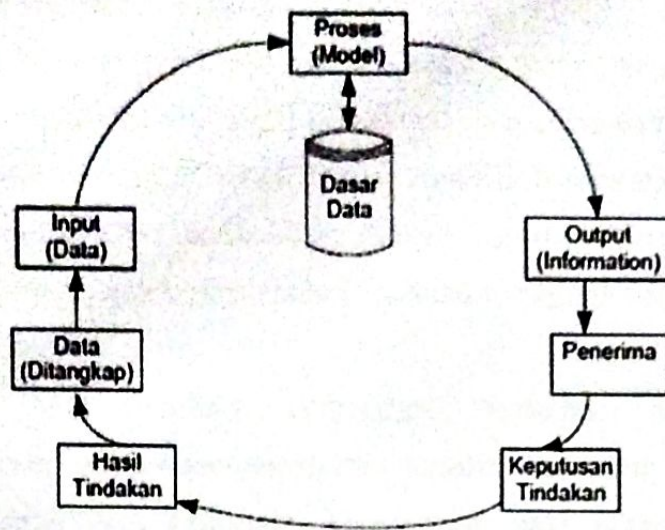 Proses
(Model)
Dasar
Data
Input
(Data)
Output
(Information)
Data
(Ditangkap)
Penerima
Hasil
Tindakan
Keputusan
Tindakan